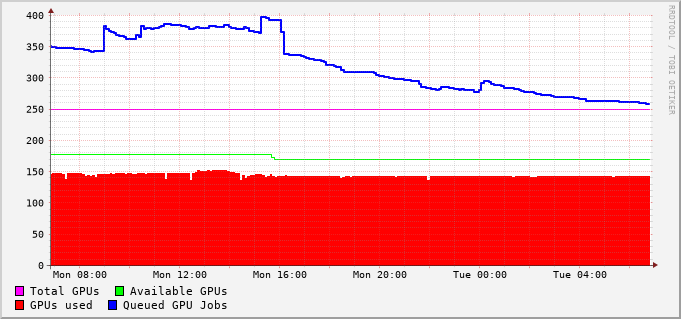 400
350
300
250
200
150
100
50
0
Mon 08:00 Mon 12:00 Mon 16:00 Mon 20:00 Tue 00:00 Tue 04:00
Total GPUs Available GPUs
GPUs used Queued GPU Jobs
RRDTOOL / TOBI OETIKER